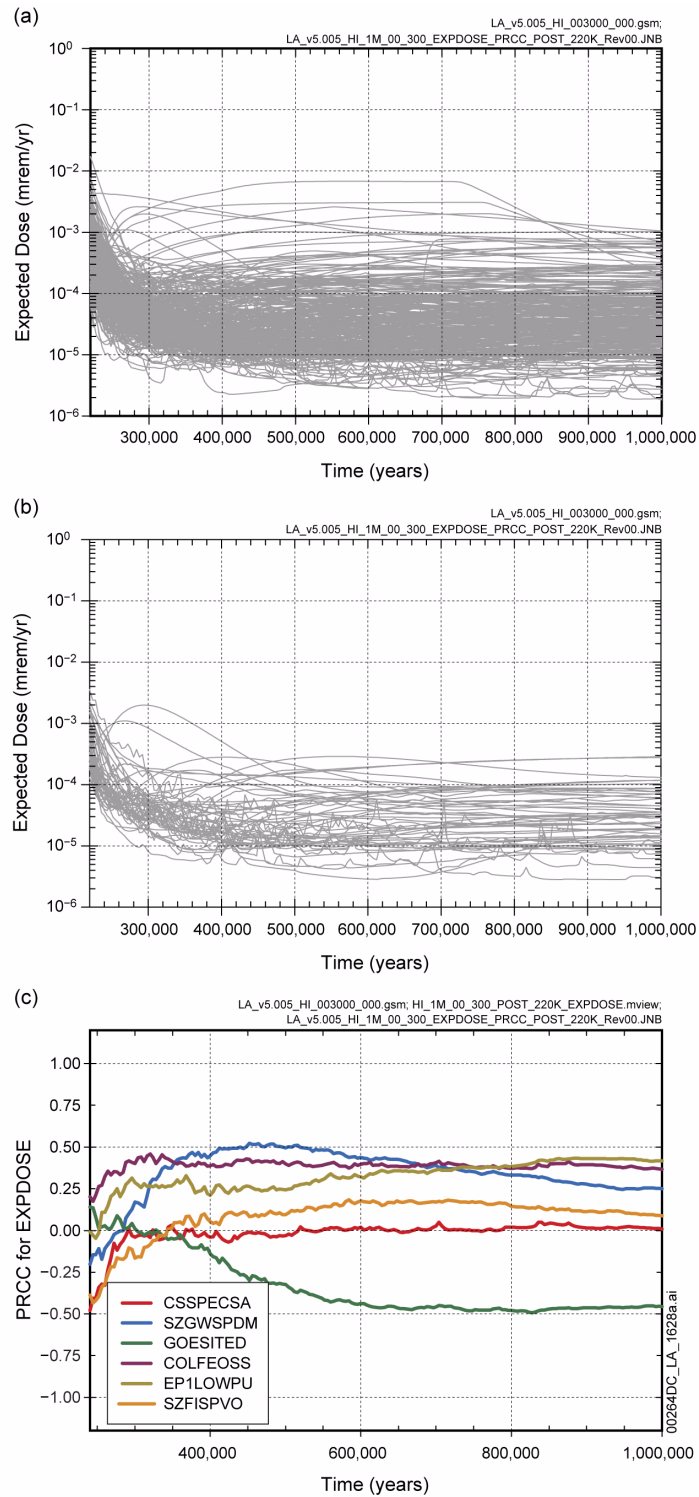 (a)
LA_v5.005_HI_003000_000.gsm;
LA_v5.005_HI_1M_00_300_EXPDOSE_PRCC_POST_220K_Rev00.JNB
10⁰
10⁻¹
10⁻²
10⁻³
10⁻⁴
10⁻⁵
10⁻⁶
Expected Dose (mrem/yr)
300,000 400,000 500,000 600,000 700,000 800,000 900,000 1,000,000
Time (years)
(b)
LA_v5.005_HI_003000_000.gsm;
LA_v5.005_HI_1M_00_300_EXPDOSE_PRCC_POST_220K_Rev00.JNB
10⁰
10⁻¹
10⁻²
10⁻³
10⁻⁴
10⁻⁵
10⁻⁶
Expected Dose (mrem/yr)
300,000 400,000 500,000 600,000 700,000 800,000 900,000 1,000,000
Time (years)
(c)
LA_v5.005_HI_003000_000.gsm; HI_1M_00_300_POST_220K_EXPDOSE.mview;
LA_v5.005_HI_1M_00_300_EXPDOSE_PRCC_POST_220K_Rev00.JNB
1.00
0.75
0.50
0.25
0.00
−0.25
−0.50
−0.75
−1.00
PRCC for EXPDOSE
CSSPECSA
SZGWSPDM
GOESITED
COLFEOSS
EP1LOWPU
SZFISPVO
400,000 600,000 800,000 1,000,000
Time (years)
00264DC_LA_1628a.ai